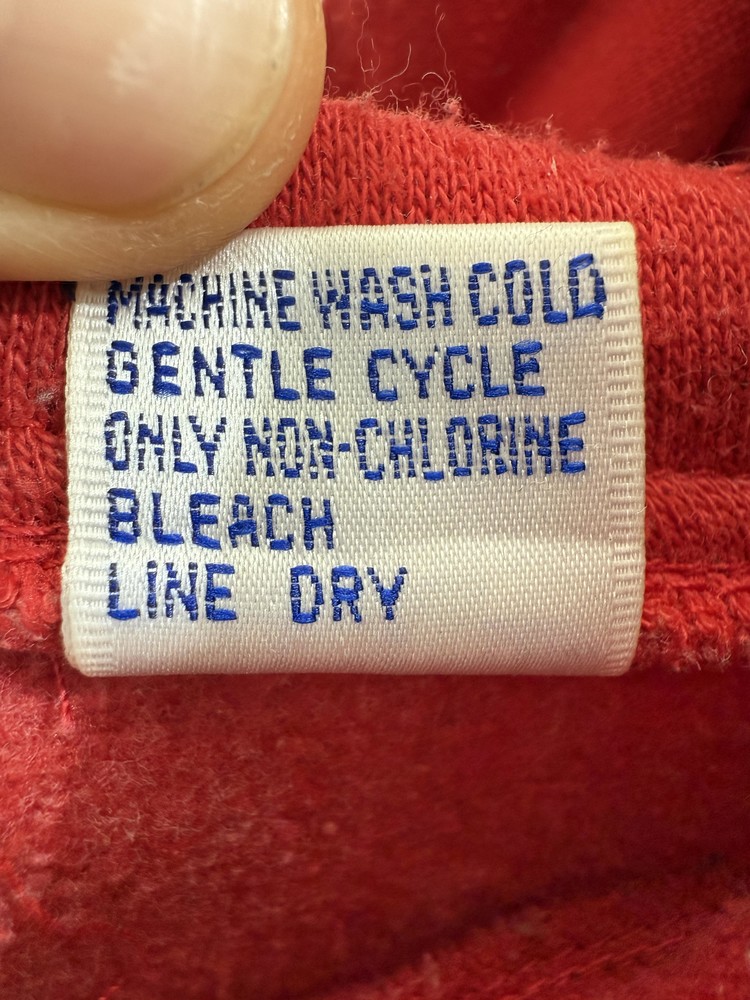 MACHINE WASH COLD
GENTLE CYCLE
ONLY NON-CHLORINE
BLEACH
LINE DRY